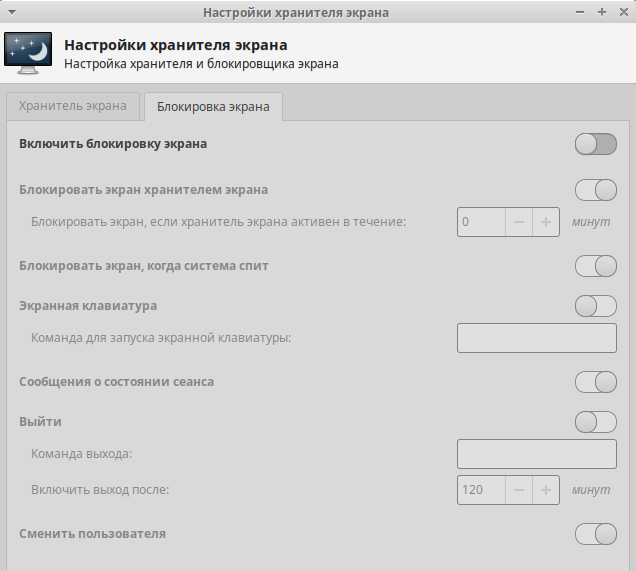 Настройки хранителя экрана
Настройки хранителя экрана
Настройка хранителя и блокировщика экрана
Хранитель экрана
Блокировка экрана
Включить блокировку экрана
Блокировать экран хранителем экрана
Блокировать экран, если хранитель экрана активен в течение: 0 − + минут
Блокировать экран, когда система спит
Экранная клавиатура
Команда для запуска экранной клавиатуры:
Сообщения о состоянии сеанса
Выйти
Команда выхода:
Включить выход после: 120 − + минут
Сменить пользователя